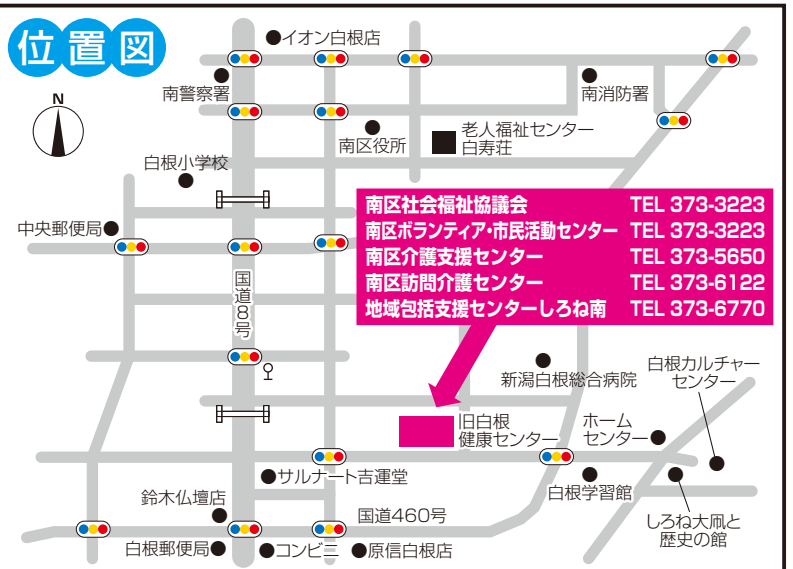 位置図
N
イオン白根店
南警察署
南消防署
南区役所
老人福祉センター
白寿荘
白根小学校
中央郵便局
南区社会福祉協議会 TEL 373-3223
南区ボランティア・市民活動センター TEL 373-3223
南区介護支援センター TEL 373-5650
南区訪問介護センター TEL 373-6122
地域包括支援センターしろね南 TEL 373-6770
国道8号
新潟白根総合病院
白根カルチャー
センター
旧白根
健康センター
ホーム
センター
サルナート吉運堂
白根学習館
しろね大凧と
歴史の館
鈴木仏壇店
国道460号
白根郵便局
コンビニ
原信白根店